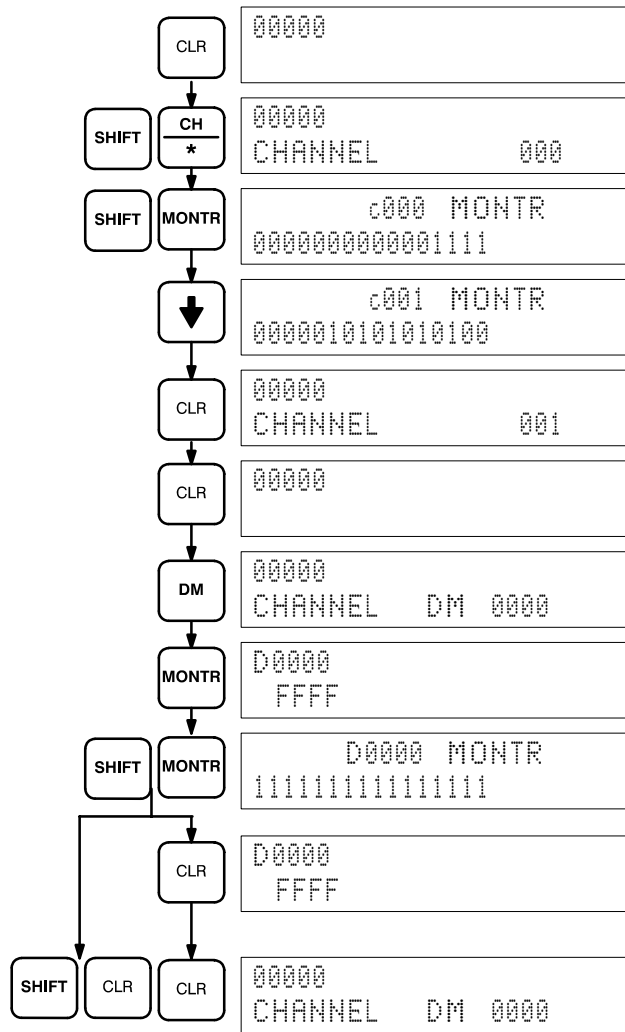 CLR
00000
SHIFT
CH
*
00000
CHANNEL 000
SHIFT
MONTR
c000 MONTR
0000000000001111
c001 MONTR
0000010101010100
CLR
00000
CHANNEL 001
CLR
00000
DM
00000
CHANNEL DM 0000
MONTR
D0000
FFFF
SHIFT
MONTR
D0000 MONTR
1111111111111111
CLR
D0000
FFFF
SHIFT
CLR
CLR
00000
CHANNEL DM 0000